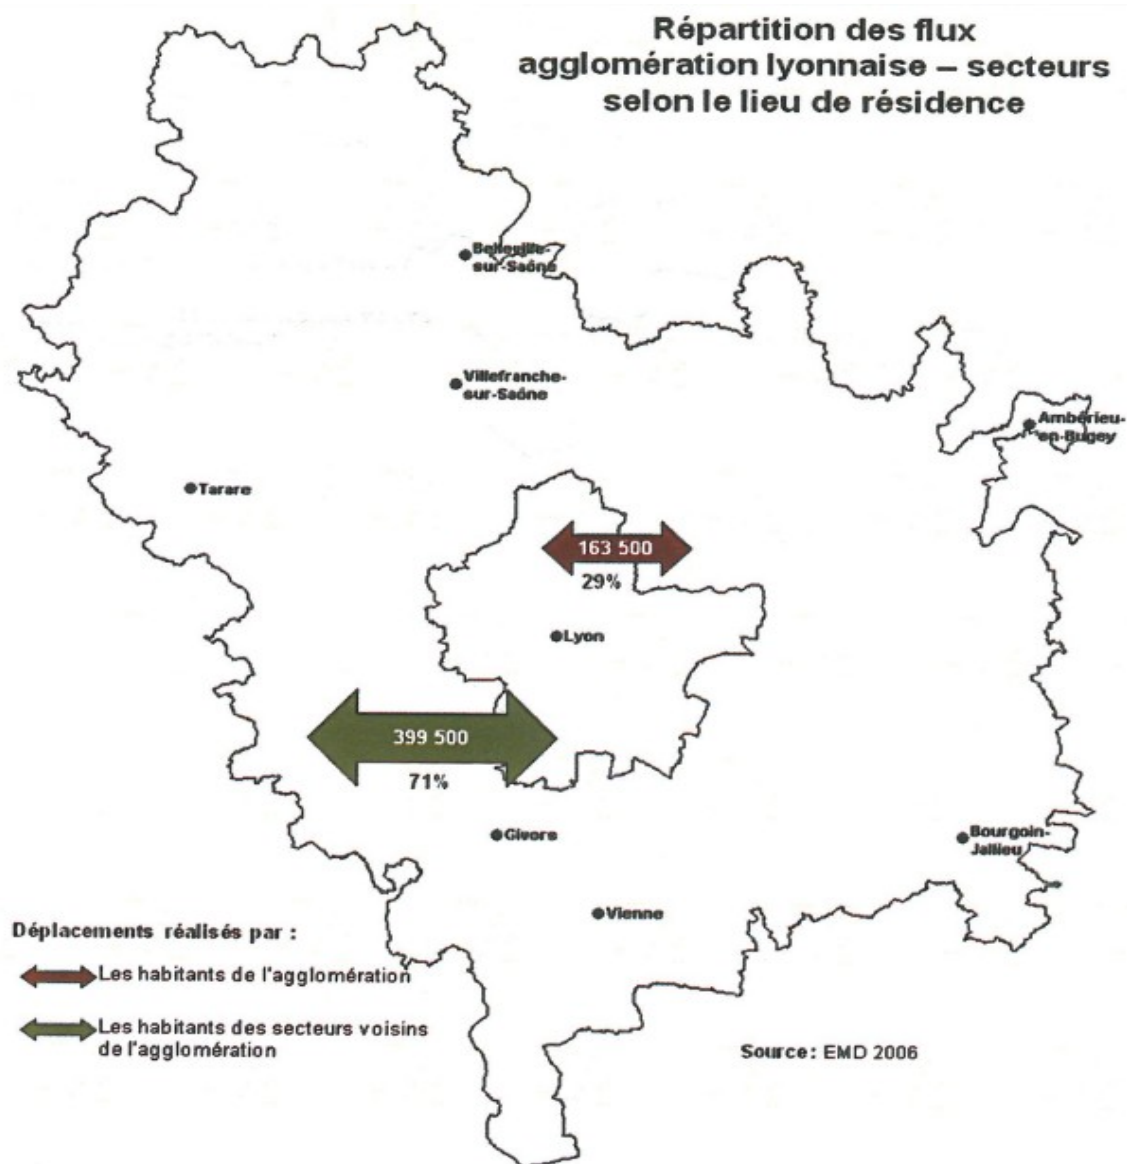 Répartition des flux
agglomération lyonnaise – secteurs
selon le lieu de résidence
Belleville-
sur-Saône
Villefranche-
sur-Saône
Ambérieu-
en-Bugey
Tarare
163 500
29%
Lyon
399 500
71%
Givors
Bourgoin-
Jallieu
Vienne
Déplacements réalisés par :
Les habitants de l'agglomération
Les habitants des secteurs voisins
de l'agglomération
Source : EMD 2006